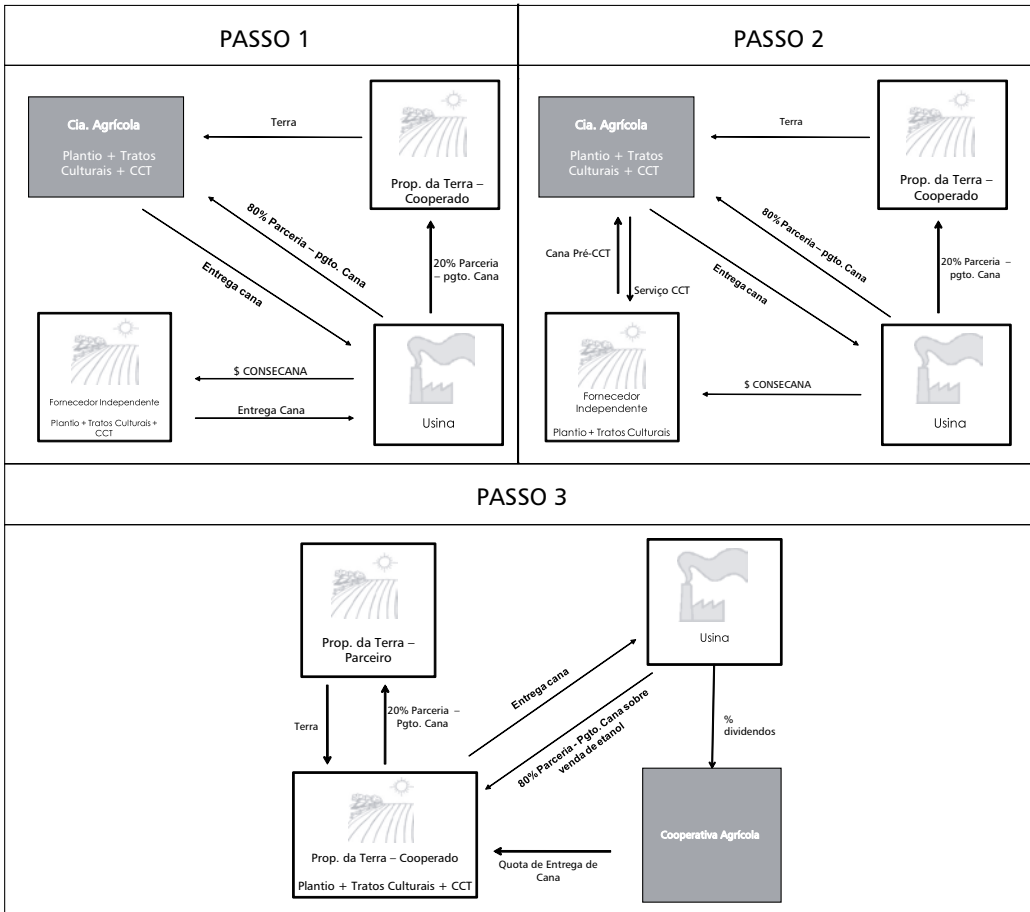 PASSO 1
Cia. Agrícola
Plantio + Tratos
Culturais + CCT
Terra
Prop. da Terra –
Cooperado
80% Parceria – pgto. Cana
20% Parceria
– pgto. Cana
Entrega cana
Fornecedor Independente
Plantio + Tratos Culturais +
CCT
$ CONSECANA
Entrega Cana
Usina
PASSO 2
Cia. Agrícola
Plantio + Tratos
Culturais + CCT
Terra
Prop. da Terra –
Cooperado
80% Parceria – pgto. Cana
20% Parceria –
pgto. Cana
Entrega cana
Cana Pré-CCT
Serviço CCT
Fornecedor
Independente
Plantio + Tratos Culturais
$ CONSECANA
Usina
PASSO 3
Prop. da Terra –
Parceiro
Usina
Terra
20% Parceria –
Pgto. Cana
Entrega cana
80% Parceria - Pgto. Cana sobre
venda de etanol
%
dividendos
Prop. da Terra – Cooperado
Plantio + Tratos Culturais + CCT
Quota de Entrega de
Cana
Cooperativa Agrícola